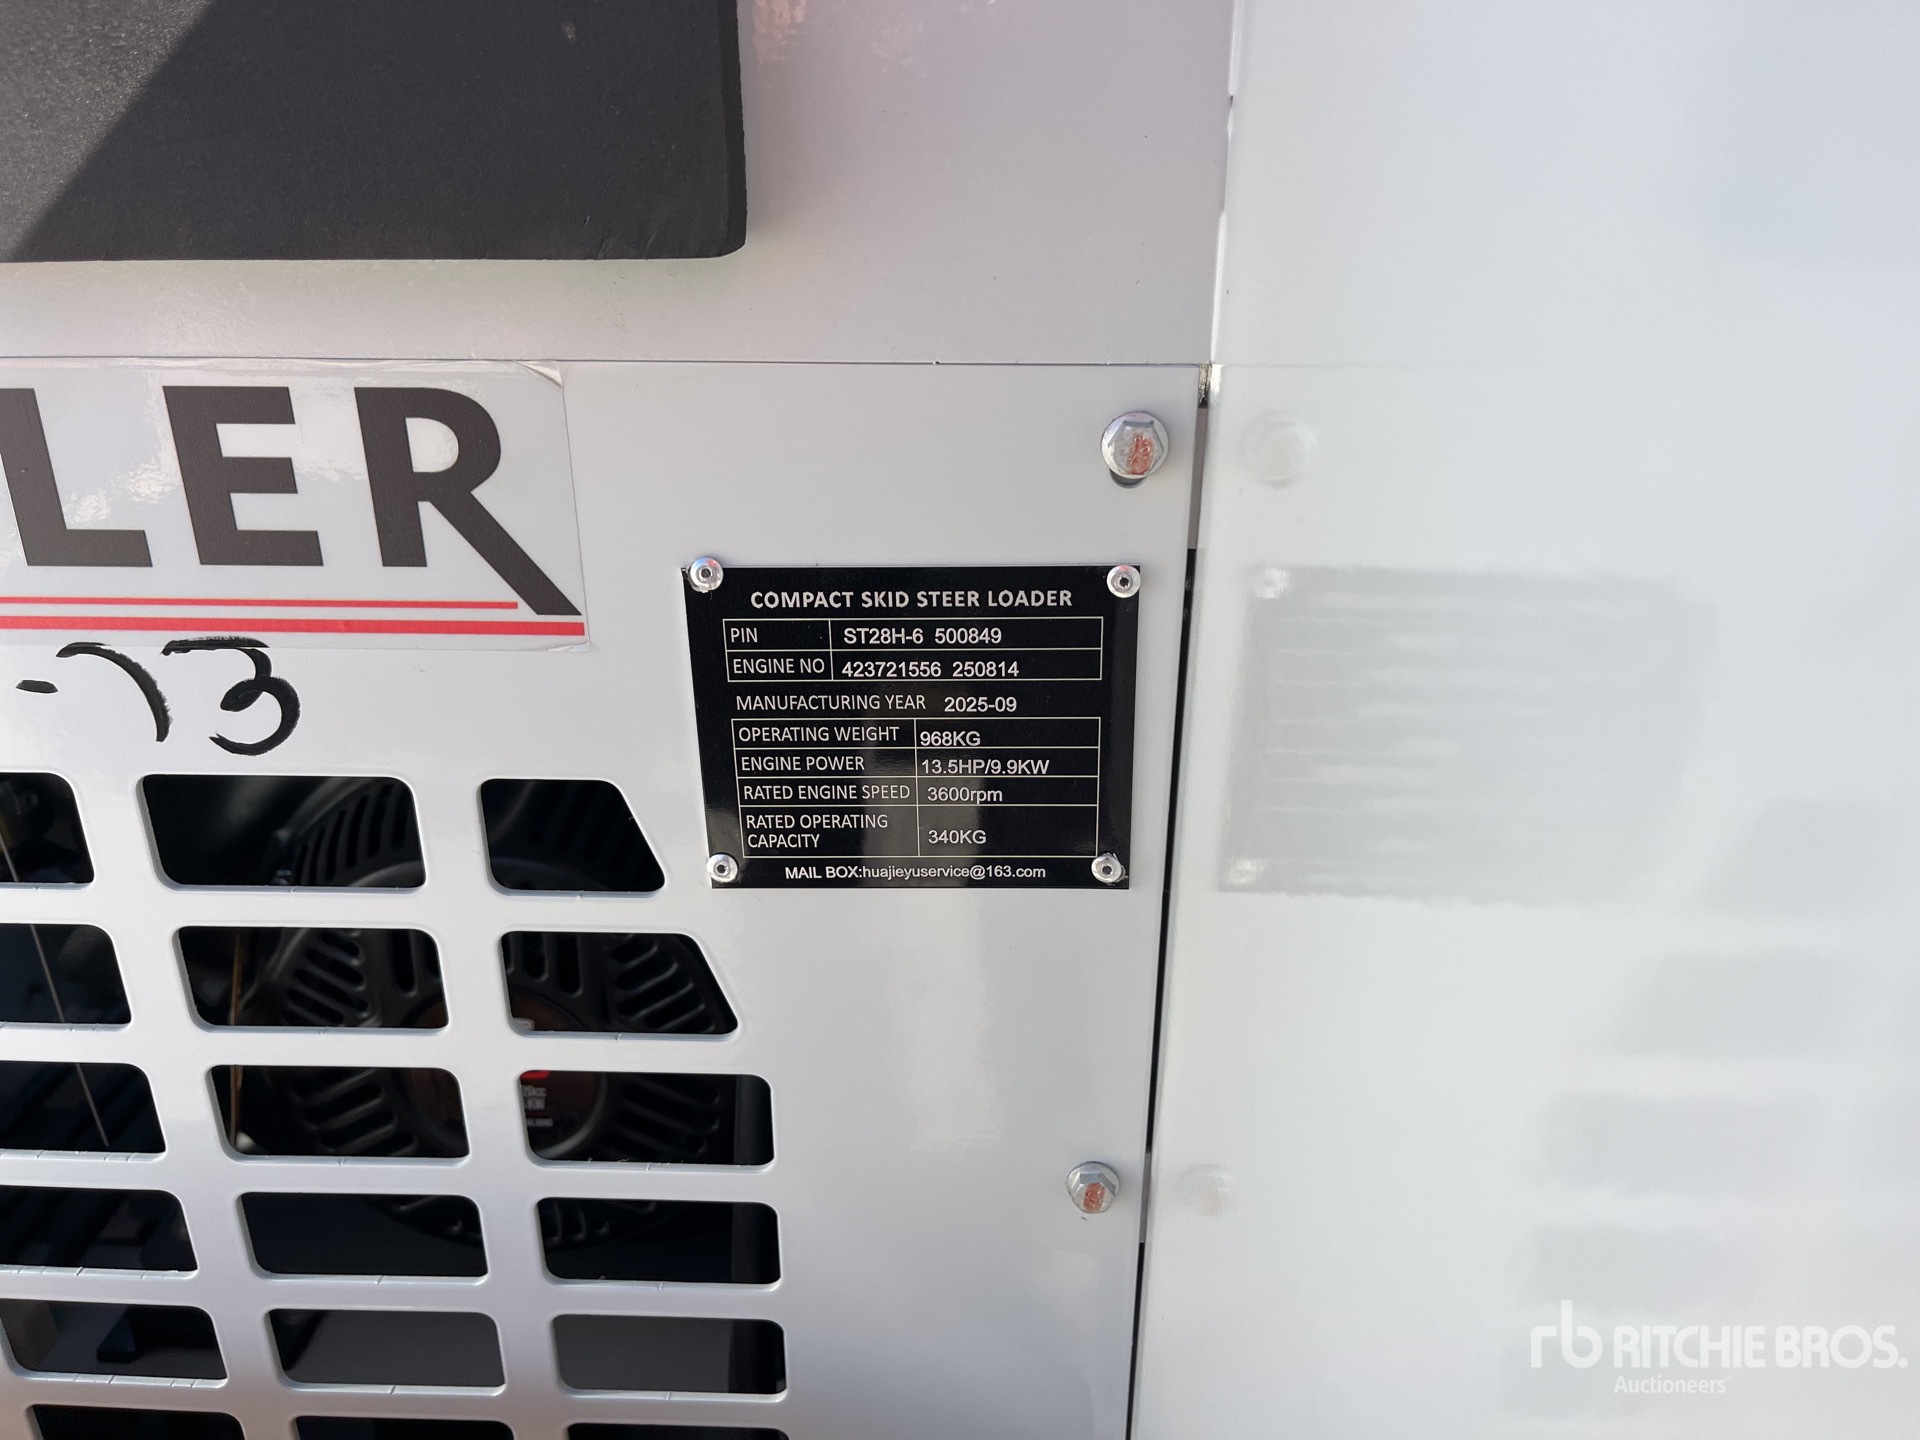 LER
-73
COMPACT SKID STEER LOADER
PIN ST28H-6 500849
ENGINE NO 423721556 250814
MANUFACTURING YEAR 2025-09
OPERATING WEIGHT 968KG
ENGINE POWER 13.5HP/9.9KW
RATED ENGINE SPEED 3600rpm
RATED OPERATING
CAPACITY 340KG
MAIL BOX:huajieyuservice@163.com
rb RITCHIE BROS.
Auctioneers